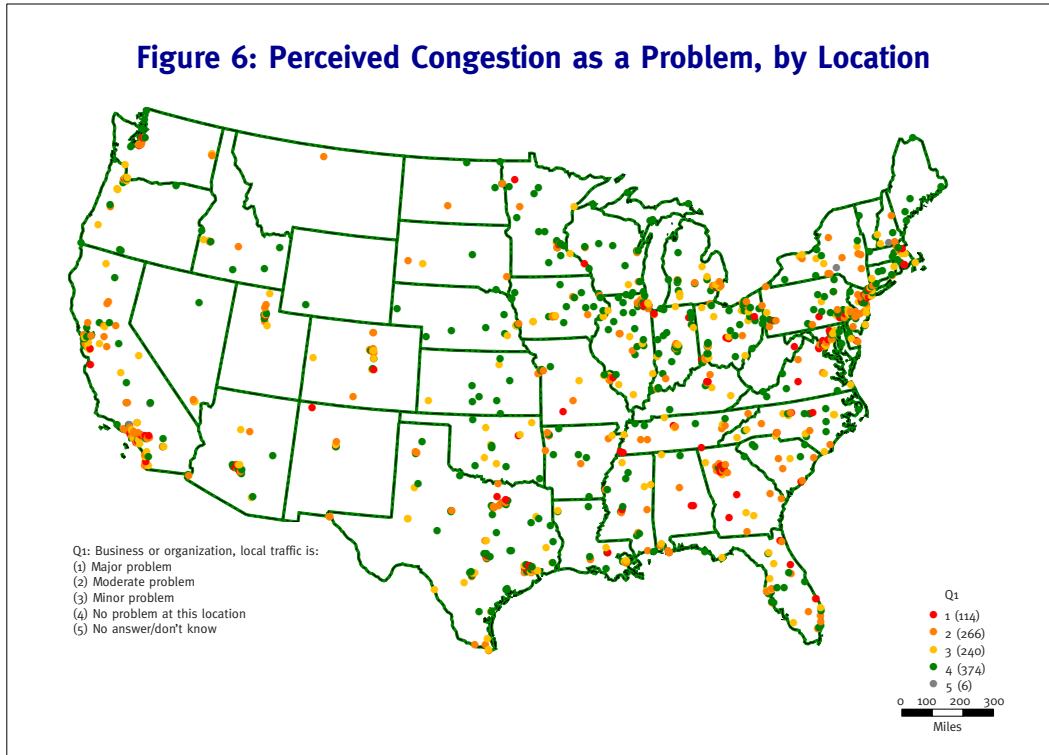 Figure 6: Perceived Congestion as a Problem, by Location
Q1: Business or organization, local traffic is:
(1) Major problem
(2) Moderate problem
(3) Minor problem
(4) No problem at this location
(5) No answer/don't know
Q1
1 (114)
2 (266)
3 (240)
4 (374)
5 (6)
0 100 200 300
Miles